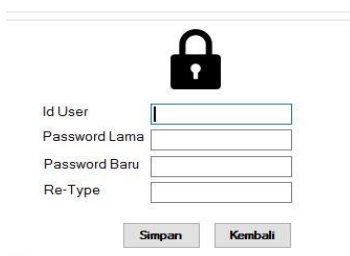 Id User
Password Lama
Password Baru
Re-Type
Simpan Kembali